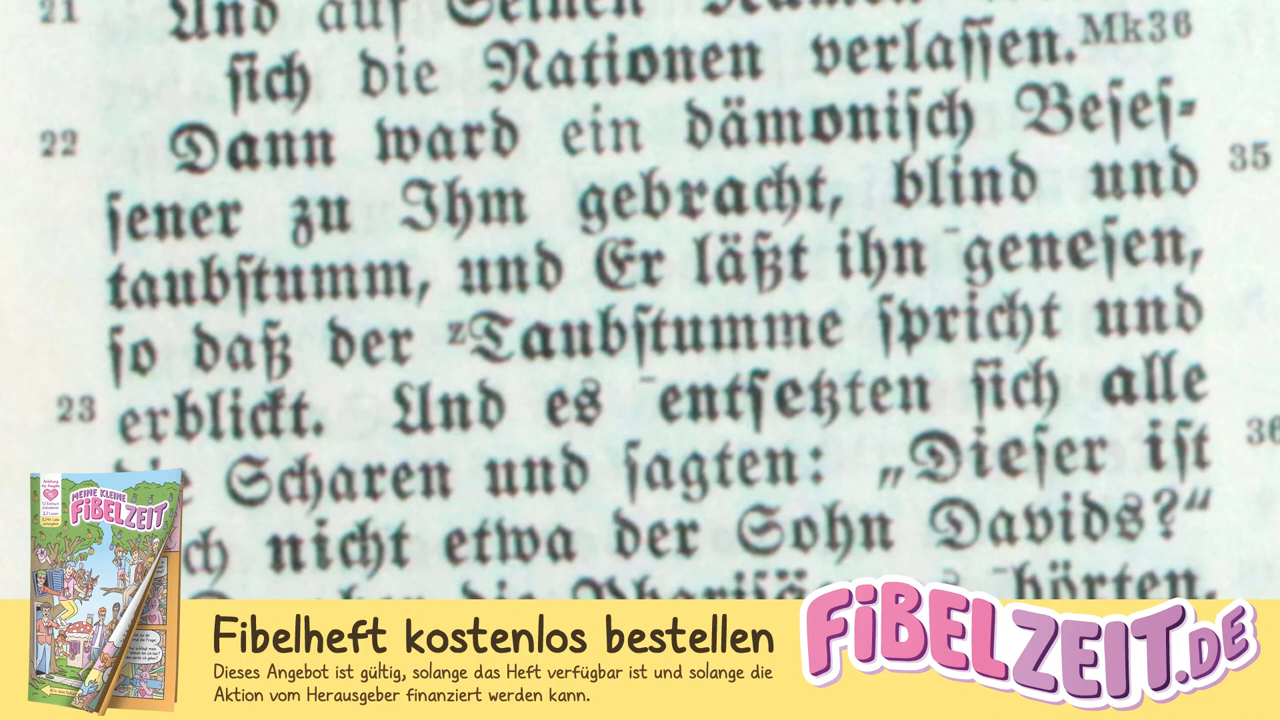 21 Und auf Seinen
sich die Nationen verlassen.Mk36
22 Dann ward ein dämonisch Beses-
sener zu Ihm gebracht, blind und 35
taubstumm, und Er läßt ihn ‾genesen,
so daß der zTaubstumme spricht und
23 erblickt. Und es ‾entsetzten sich alle
Scharen und sagten: „Dieser ist 36
nicht etwa der Sohn Davids?“
‾hörten,
MEINE KLEINE
FIBELZEIT
Fibelheft kostenlos bestellen
Dieses Angebot ist gültig, solange das Heft verfügbar ist und solange die
Aktion vom Herausgeber finanziert werden kann.
FIBELZEIT.DE